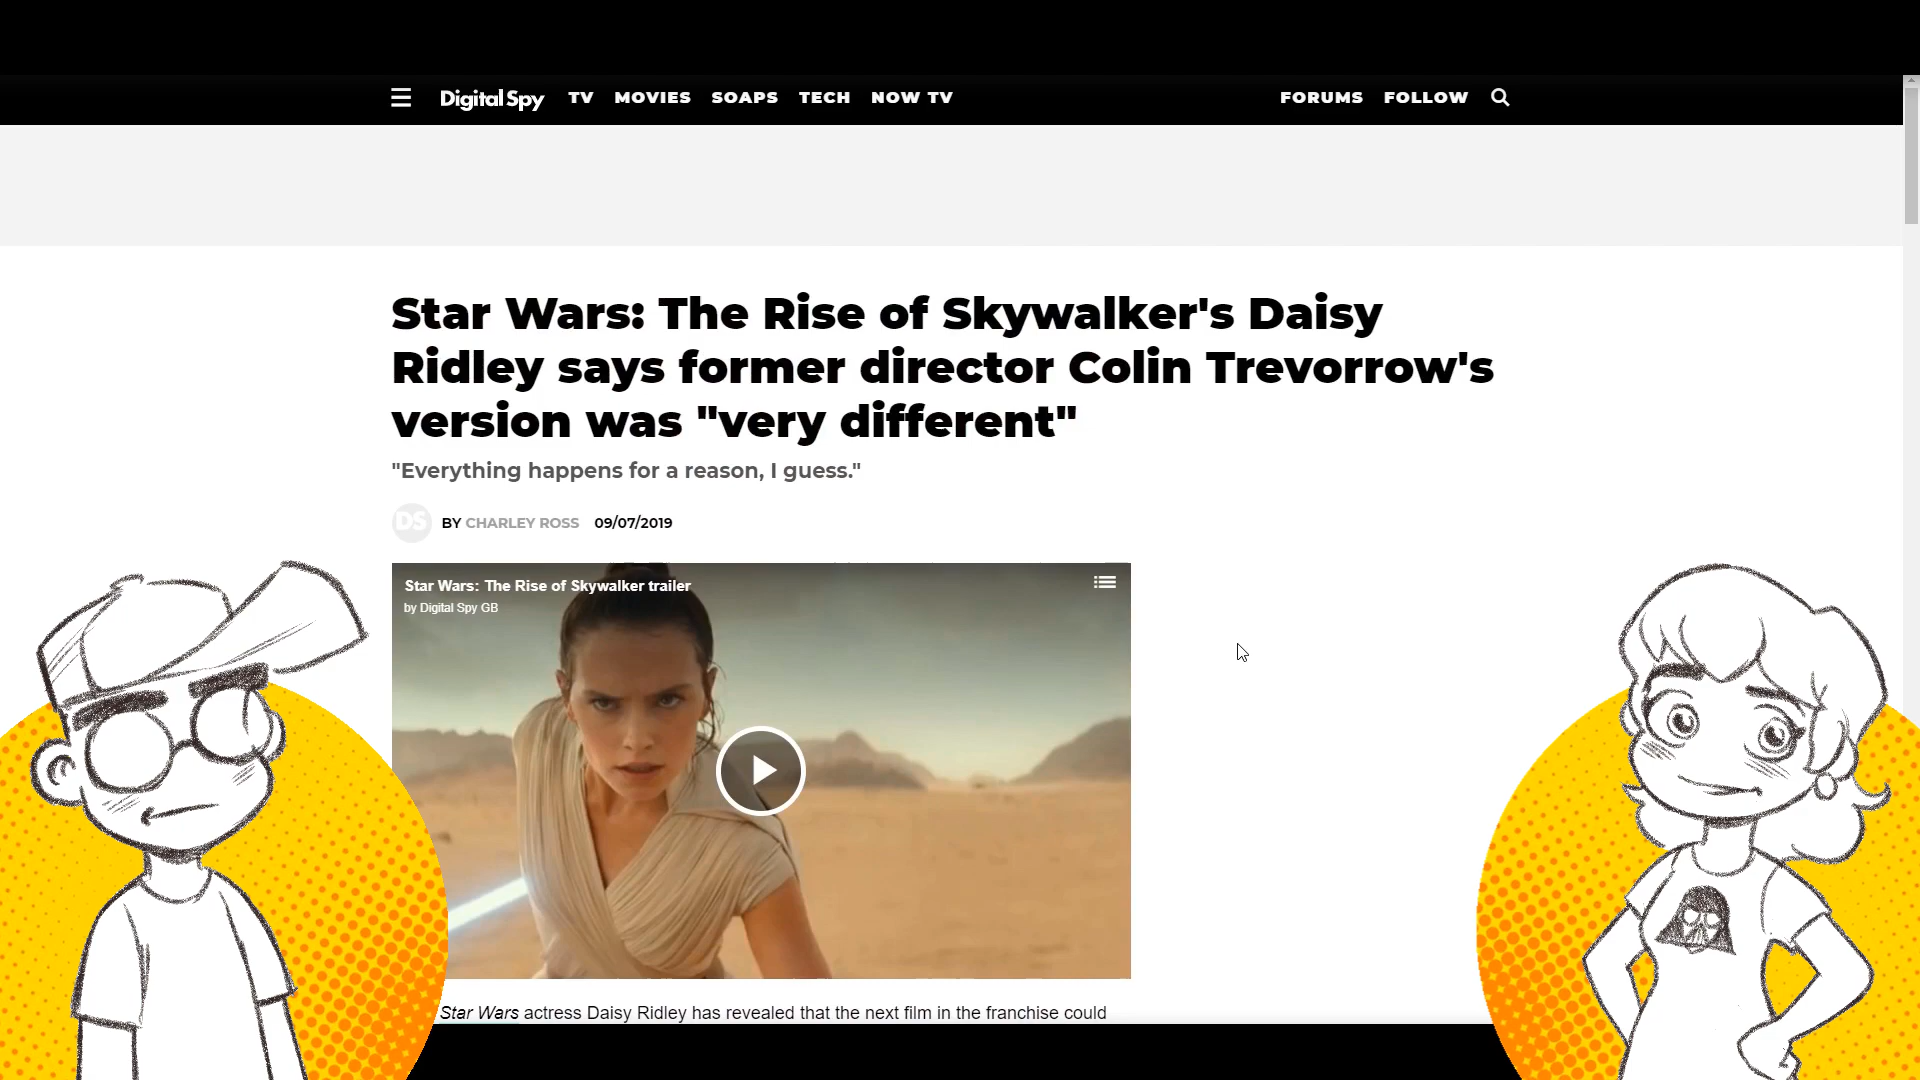 Digital Spy TV MOVIES SOAPS TECH NOW TV FORUMS FOLLOW
Star Wars: The Rise of Skywalker's Daisy
Ridley says former director Colin Trevorrow's
version was "very different"
"Everything happens for a reason, I guess."
DS BY CHARLEY ROSS 09/07/2019
Star Wars: The Rise of Skywalker trailer
by Digital Spy GB
Star Wars actress Daisy Ridley has revealed that the next film in the franchise could